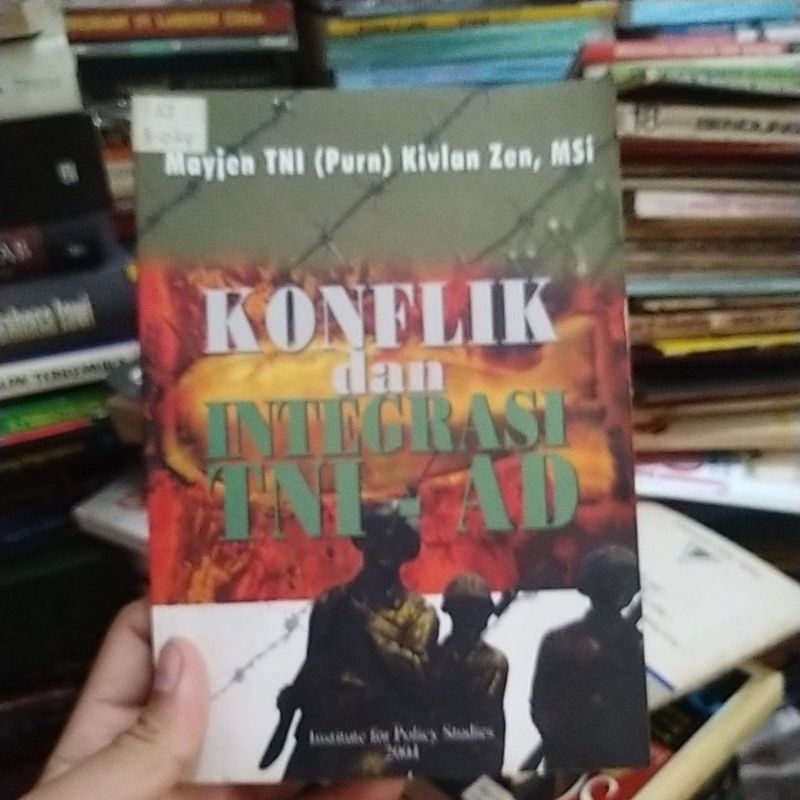 Mayjen TNI (Purn) Kivlan Zen, MSi
KONFLIK
dan
INTEGRASI
TNI - AD
Institute for Policy Studies
2004